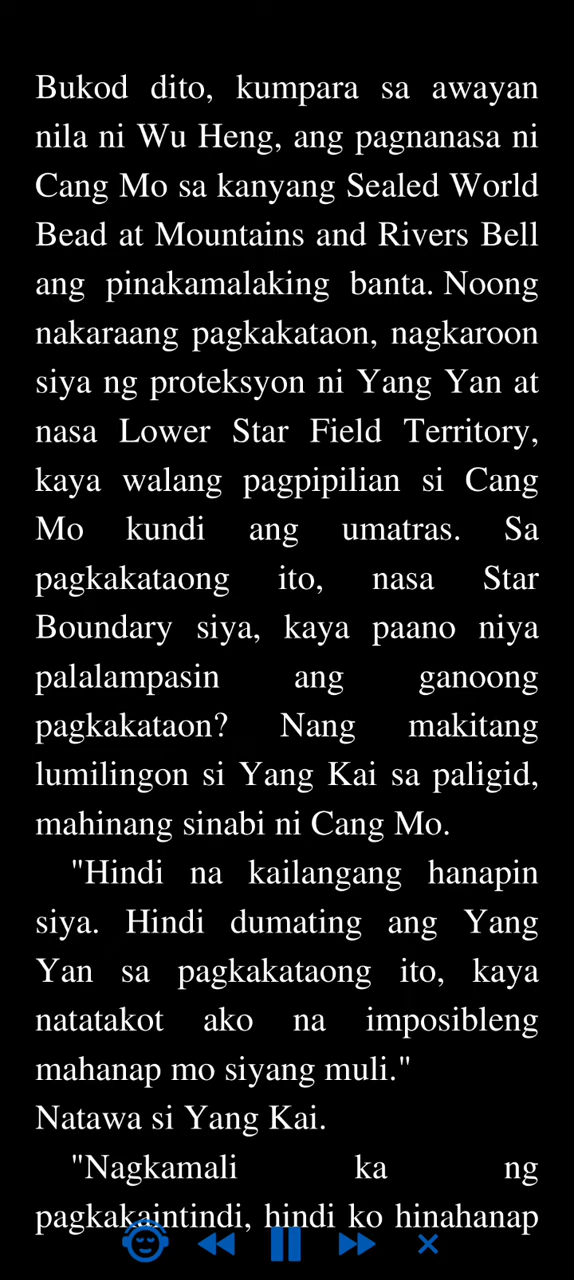 Bukod dito, kumpara sa awayan
nila ni Wu Heng, ang pagnanasa ni
Cang Mo sa kanyang Sealed World
Bead at Mountains and Rivers Bell
ang pinakamalaking banta. Noong
nakaraang pagkakataon, nagkaroon
siya ng proteksyon ni Yang Yan at
nasa Lower Star Field Territory,
kaya walang pagpipilian si Cang
Mo kundi ang umatras. Sa
pagkakataong ito, nasa Star
Boundary siya, kaya paano niya
palalampasin ang ganoong
pagkakataon? Nang makitang
lumilingon si Yang Kai sa paligid,
mahinang sinabi ni Cang Mo.
"Hindi na kailangang hanapin
siya. Hindi dumating ang Yang
Yan sa pagkakataong ito, kaya
natatakot ako na imposibleng
mahanap mo siyang muli."
Natawa si Yang Kai.
"Nagkamali ka ng
pagkakaintindi, hindi ko hinahanap